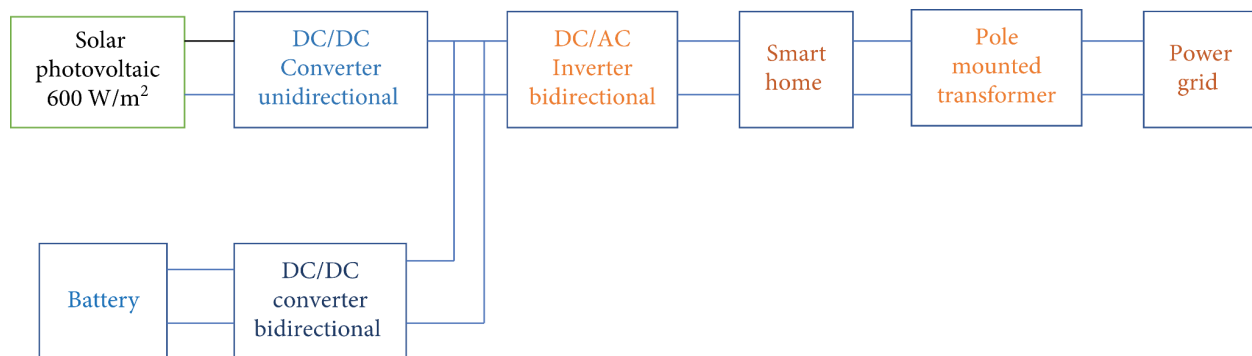 Solar
photovoltaic
600 W/m²
DC/DC
Converter
unidirectional
DC/AC
Inverter
bidirectional
Smart
home
Pole
mounted
transformer
Power
grid
Battery
DC/DC
converter
bidirectional